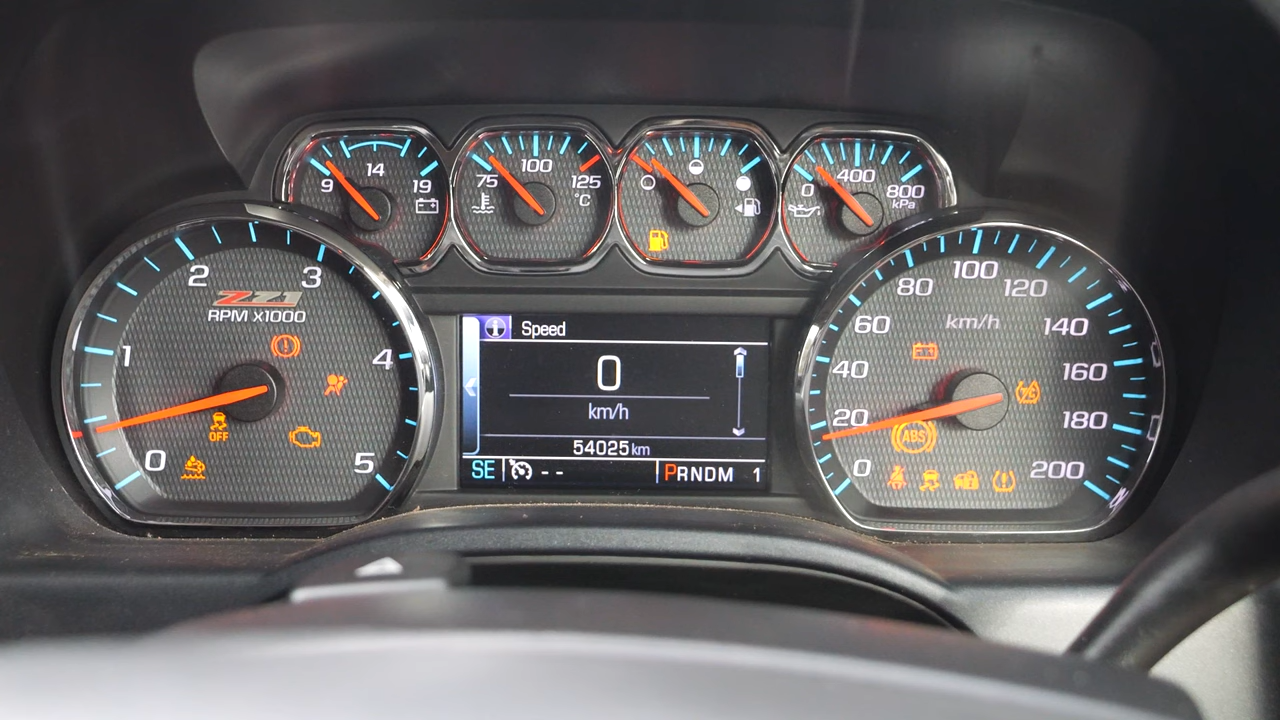 9 14 19
75 100 125
°C
0 400 800
kPa
0 1 2 3 4 5
Z71
RPM X1000
OFF
Speed
0
km/h
54025 km
SE -- PRNDM 1
0 20 40 60 80 100 120 140 160 180 200
km/h
ABS